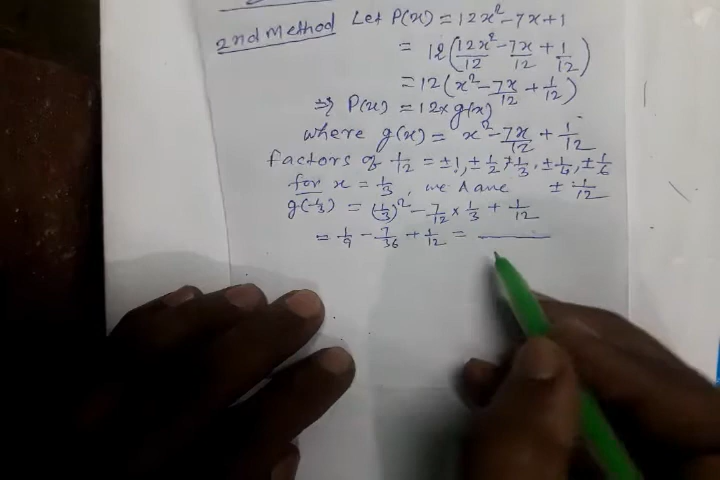 2nd Method Let P(x) = 12x² - 7x + 1
= 12(12x²/12 - 7x/12 + 1/12)
= 12(x² - 7x/12 + 1/12)
⇒ P(x) = 12 × g(x)
where g(x) = x² - 7x/12 + 1/12
factors of 1/12 = ±1, ±1/2, ±1/3, ±1/4, ±1/6
for x = 1/3, we have ± 1/12
g(1/3) = (1/3)² - 7/12 × 1/3 + 1/12
= 1/9 - 7/36 + 1/12 =